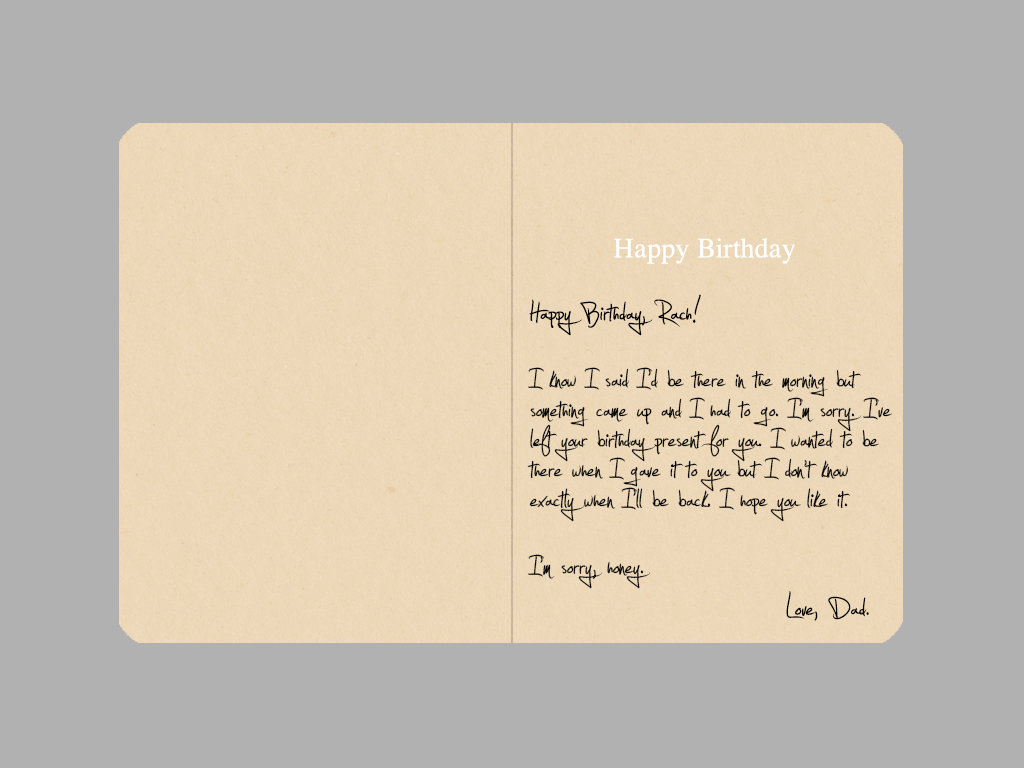 Happy Birthday
Happy Birthday, Rach!
I know I said I'd be there in the morning but
something came up and I had to go. I'm sorry. I've
left your birthday present for you. I wanted to be
there when I gave it to you but I don't know
exactly when I'll be back. I hope you like it.
I'm sorry, honey.
Love, Dad.